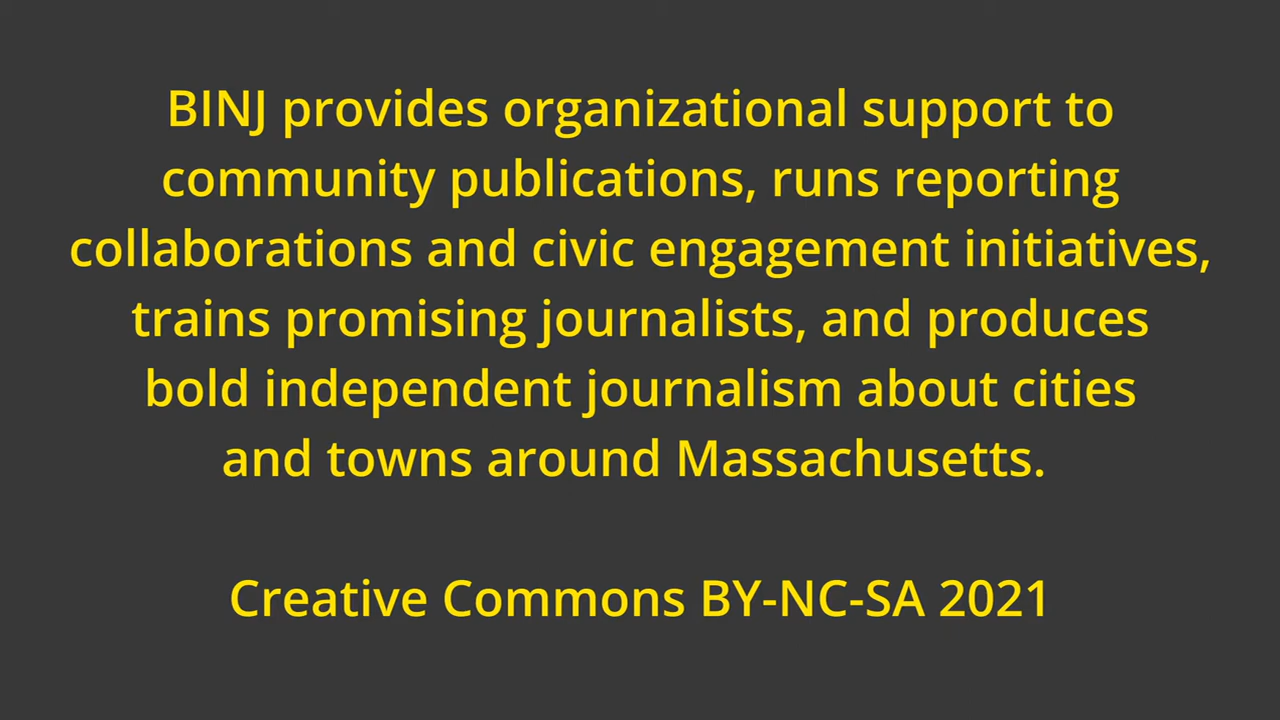 BINJ provides organizational support to
community publications, runs reporting
collaborations and civic engagement initiatives,
trains promising journalists, and produces
bold independent journalism about cities
and towns around Massachusetts.
Creative Commons BY-NC-SA 2021